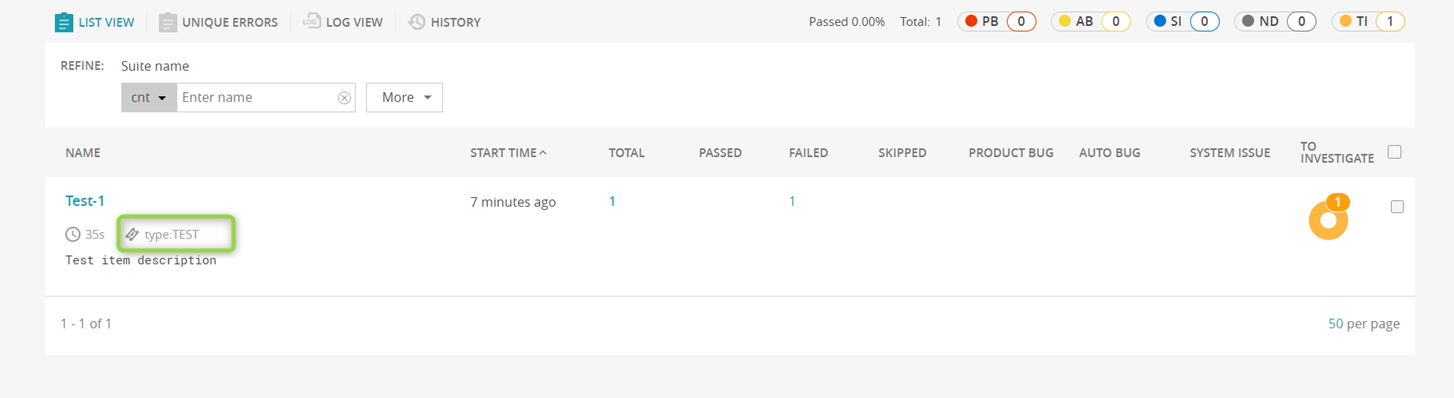 LIST VIEW UNIQUE ERRORS LOG LOG VIEW HISTORY Passed 0.00% Total: 1 PB 0 AB 0 SI 0 ND 0 TI 1
REFINE: Suite name
cnt Enter name More
NAME START TIME TOTAL PASSED FAILED SKIPPED PRODUCT BUG AUTO BUG SYSTEM ISSUE TO INVESTIGATE
Test-1 7 minutes ago 1 1 1
35s type:TEST
Test item description
1 - 1 of 1 50 per page